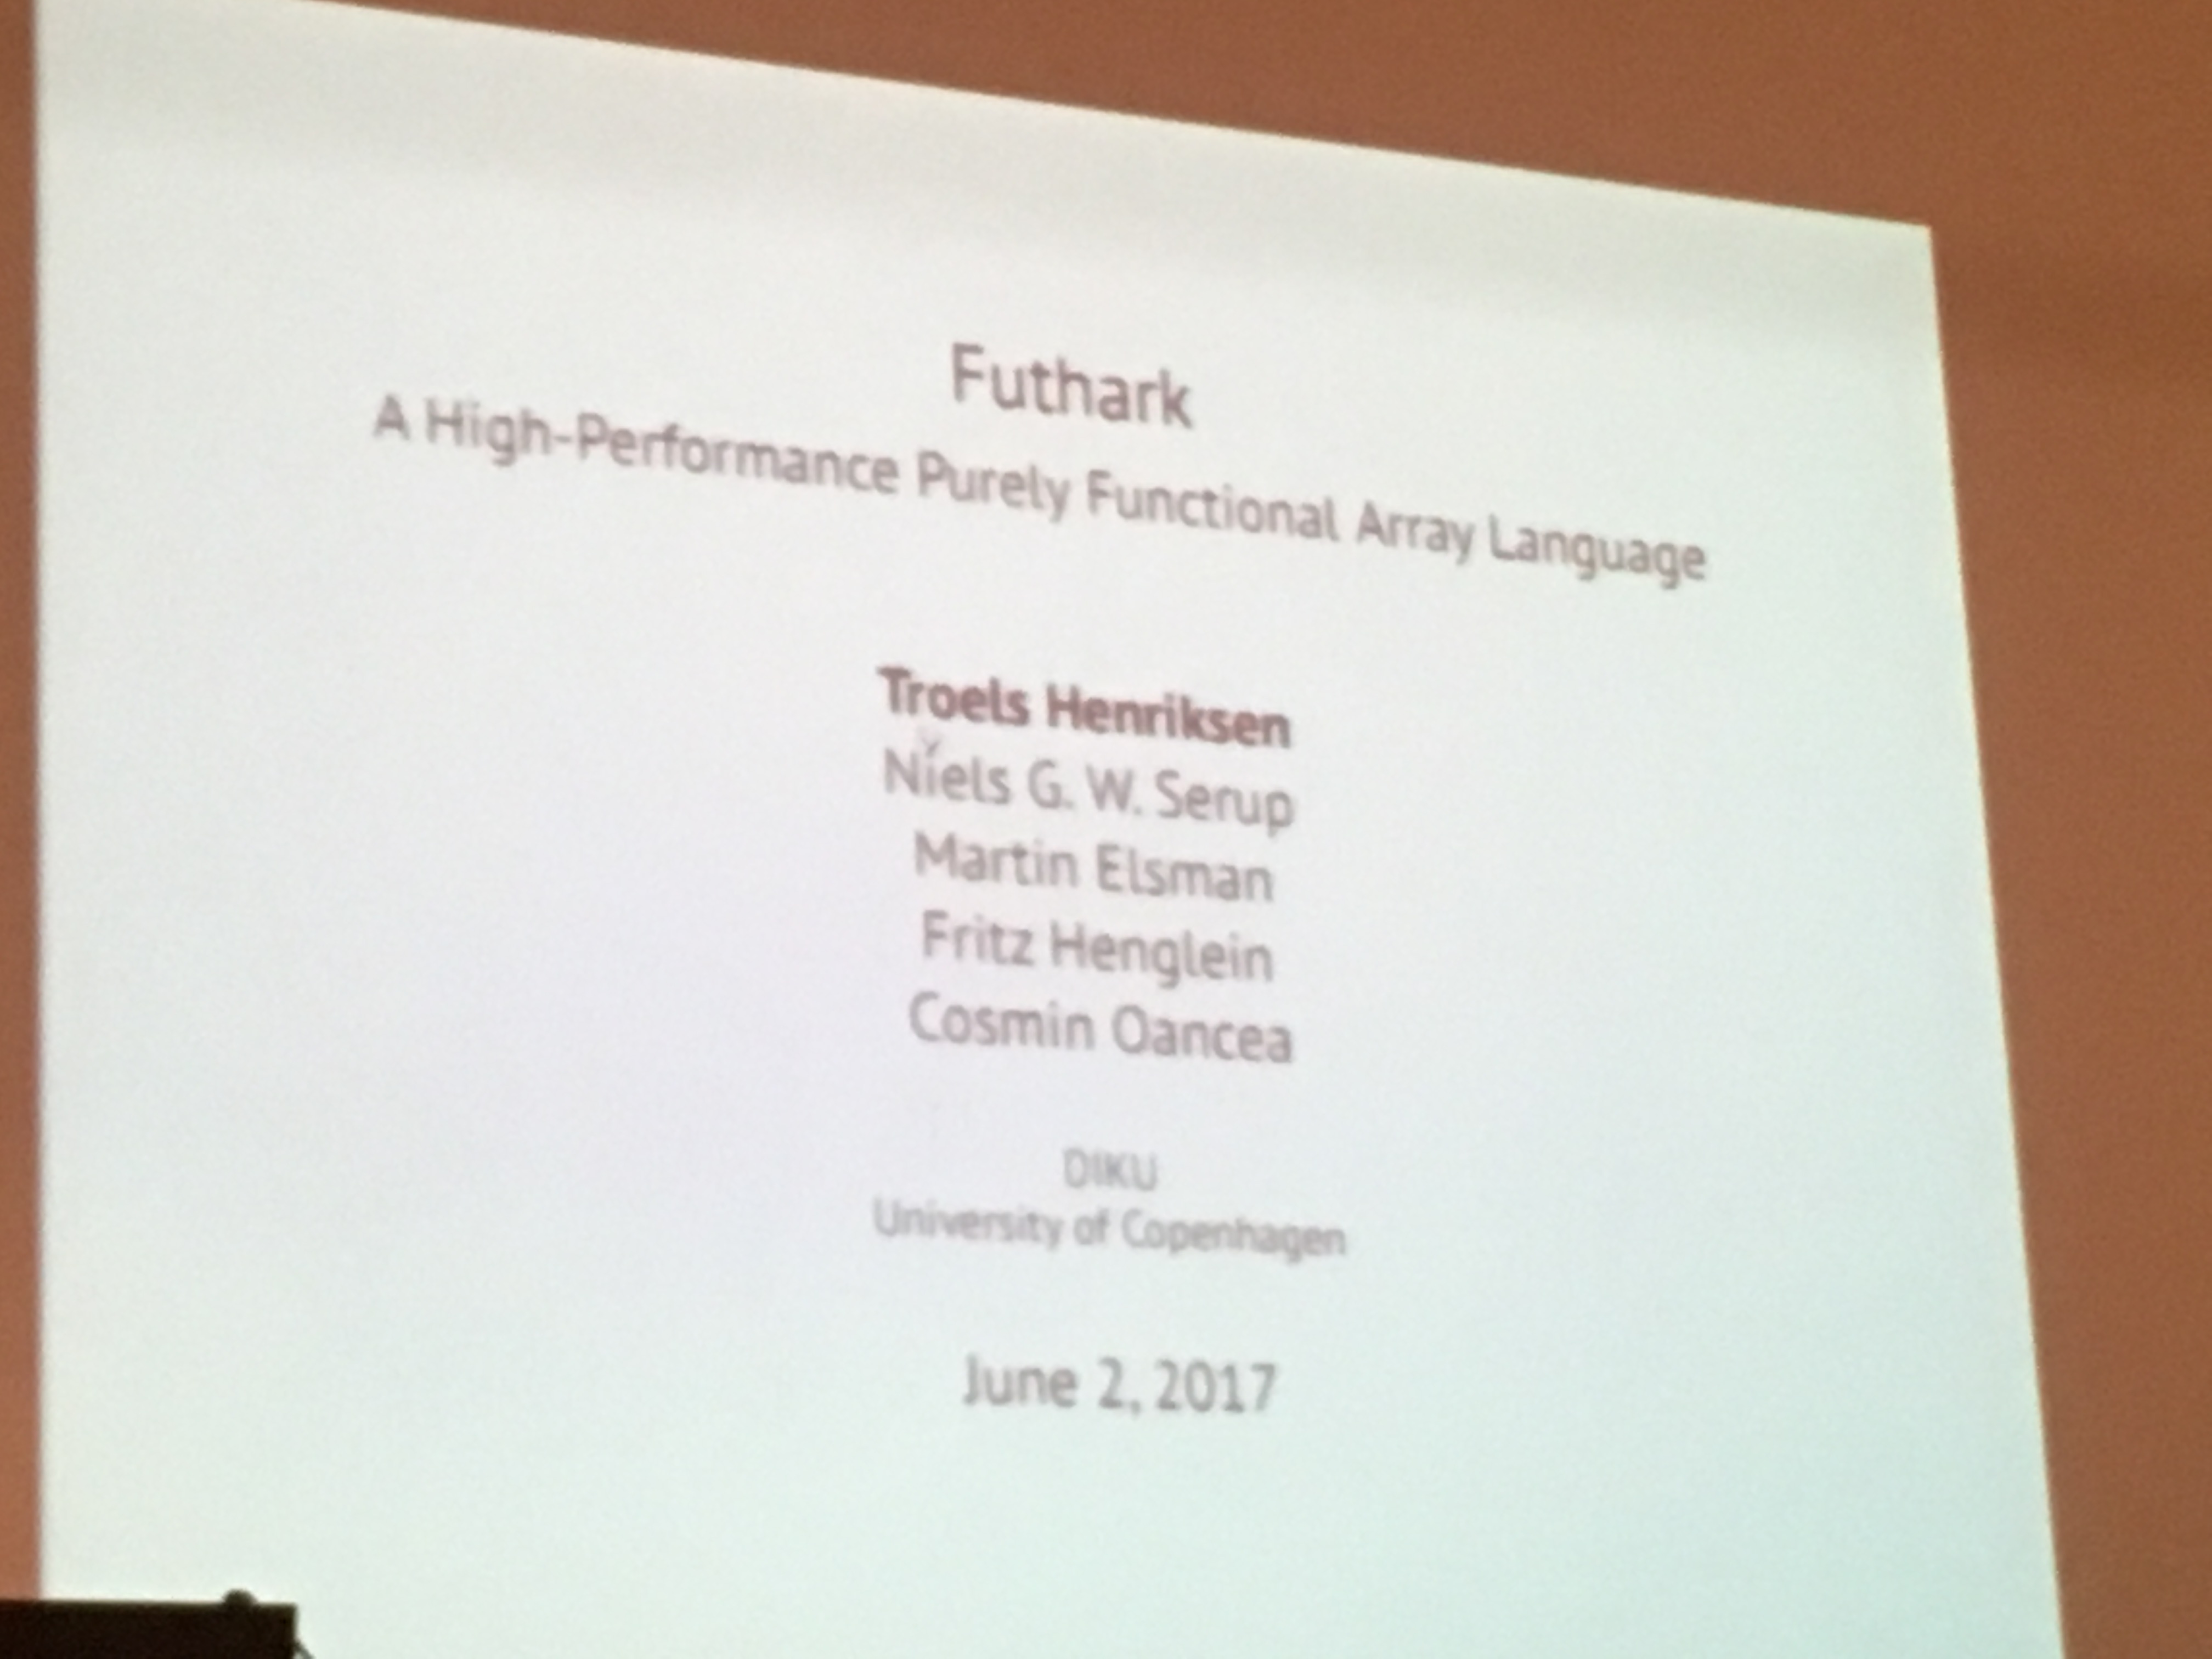 Futhark
A High-Performance Purely Functional Array Language
Troels Henriksen
Niels G. W. Serup
Martin Elsman
Fritz Henglein
Cosmin Oancea
DIKU
University of Copenhagen
June 2, 2017